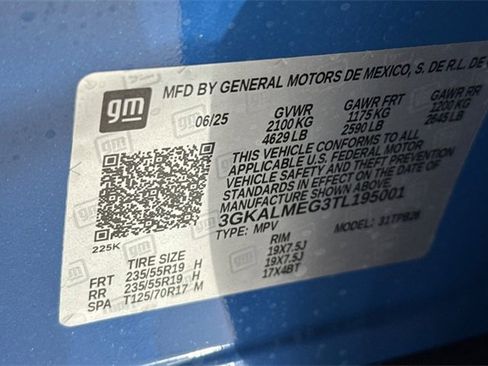 gm
MFD BY GENERAL MOTORS DE MEXICO, S. DE R.L. DE
06/25 GVWR GAWR FRT GAWR RR
2100 KG 1175 KG 1200 KG
4629 LB 2590 LB 2645 LB
THIS VEHICLE CONFORMS TO ALL
APPLICABLE U.S. FEDERAL MOTOR
VEHICLE SAFETY AND THEFT PREVENTION
STANDARDS IN EFFECT ON THE DATE OF
MANUFACTURE SHOWN ABOVE.
3GKALMEG3TL195001
TYPE: MPV MODEL: 31TPB26
225K
TIRE SIZE RIM
FRT 235/55R19 H 19X7.5J
RR 235/55R19 H 19X7.5J
SPA T125/70R17 M 17X4BT